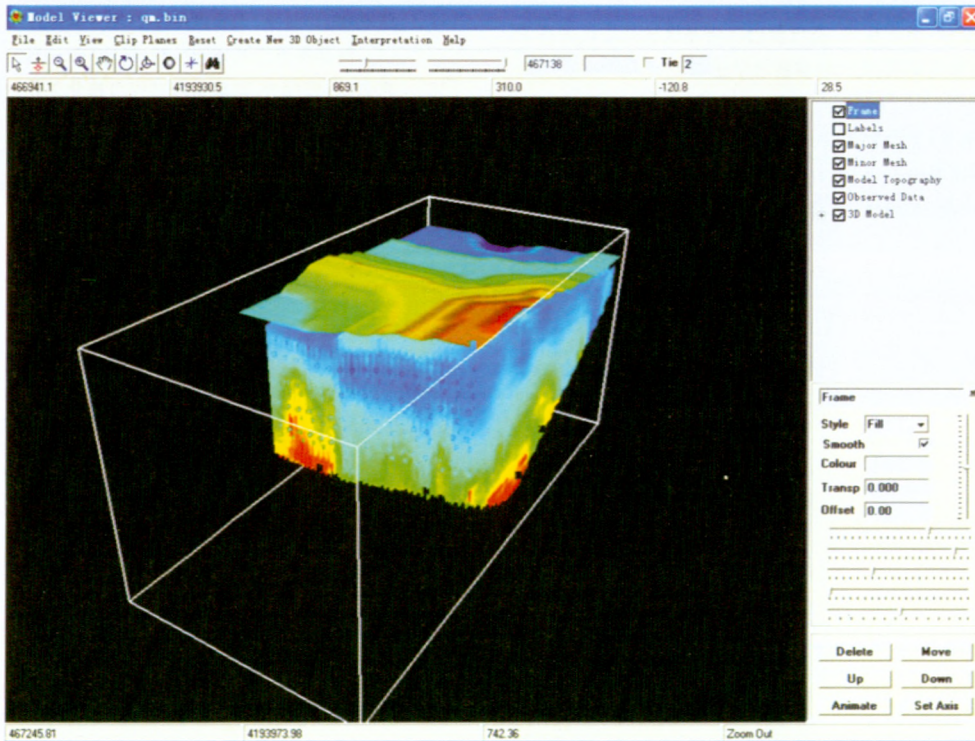 Model Viewer : qm.bin
File Edit View Clip Planes Reset Create New 3D Object Interpretation Help
467138 Tie 2
466941.1 4193930.5 869.1 310.0 -120.8 28.5
Frame
Labels
Major Mesh
Minor Mesh
Model Topography
Observed Data
+ 3D Model
Frame
Style Fill
Smooth
Colour
Transp 0.000
Offset 0.00
Delete Move
Up Down
Animate Set Axis
467245.81 4193973.98 742.36 Zoom Out